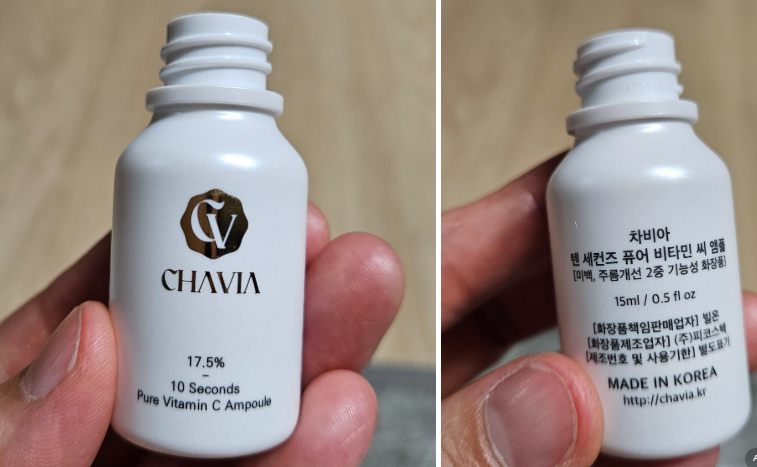 CV
CHAVIA
17.5%
10 Seconds
Pure Vitamin C Ampoule
차비아
텐 세컨즈 퓨어 비타민 씨 앰플
[미백, 주름개선 2중 기능성 화장품]
15ml / 0.5 fl oz
[화장품책임판매업자] 빌온
[화장품제조업자] (주)피코스텍
[제조번호 및 사용기한] 별도표기
MADE IN KOREA
http://chavia.kr